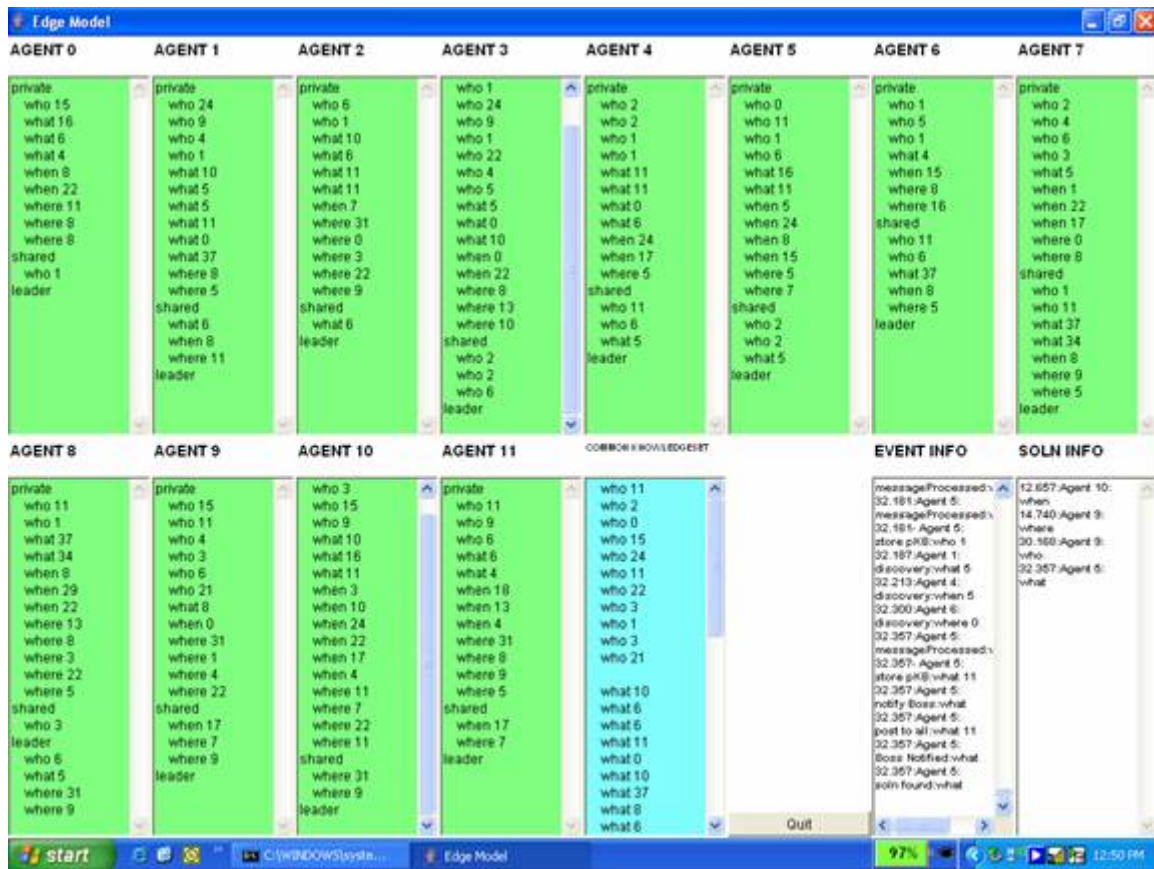 Edge Model
AGENT 0
private
who 15
what 16
what 6
what 4
when 8
when 22
where 11
where 8
where 8
shared
who 1
leader
AGENT 1
private
who 24
who 9
who 4
who 1
what 10
what 5
what 5
what 11
what 0
what 37
where 8
where 5
shared
what 6
when 8
where 11
leader
AGENT 2
private
who 6
who 1
what 10
what 6
what 11
what 11
when 7
where 31
where 0
where 3
where 22
where 9
shared
what 6
leader
AGENT 3
who 1
who 24
who 9
who 1
who 22
who 4
who 5
what 5
what 0
what 10
when 0
when 22
where 8
where 13
where 10
shared
who 2
who 2
who 6
leader
AGENT 4
private
who 2
who 2
who 1
who 1
what 11
what 11
what 0
what 6
when 24
when 17
where 5
shared
who 11
who 6
what 5
leader
AGENT 5
private
who 0
who 11
who 1
who 6
what 16
what 11
when 5
when 24
when 8
when 15
where 5
where 7
shared
who 2
who 2
what 5
leader
AGENT 6
private
who 1
who 5
who 1
what 4
when 15
where 8
where 16
shared
who 11
who 6
what 37
when 8
where 5
leader
AGENT 7
private
who 2
who 4
who 6
who 3
what 5
when 1
when 22
when 17
where 0
where 8
shared
who 1
who 11
what 37
what 34
when 8
where 9
where 5
leader
AGENT 8
private
who 11
who 1
what 37
what 34
when 8
when 29
when 22
where 13
where 8
where 3
where 22
where 5
shared
who 3
leader
who 6
what 5
where 31
where 9
AGENT 9
private
who 15
who 11
who 4
who 3
who 6
who 21
what 8
when 0
where 31
where 1
where 4
where 22
shared
when 17
where 7
where 9
leader
AGENT 10
who 3
who 15
who 9
what 10
what 16
what 11
when 3
when 10
when 24
when 22
when 17
when 4
where 11
where 7
where 22
where 11
shared
where 31
where 9
leader
AGENT 11
private
who 11
who 9
who 6
what 6
what 4
when 18
when 13
when 4
where 31
where 8
where 9
where 5
shared
when 17
where 7
leader
COMMON KNOWLEDGESET
who 11
who 2
who 0
who 15
who 24
who 11
who 22
who 3
who 1
who 3
who 21
what 10
what 6
what 6
what 11
what 0
what 10
what 37
what 8
what 6
Quit
EVENT INFO
messageProcessed:
32.181:Agent 5:
messageProcessed:
32.181- Agent 5:
store pKB:who 1
32.187:Agent 1:
discovery:what 5
32.213:Agent 4:
discovery:when 5
32.300:Agent 6:
discovery:where 0
32.357:Agent 5:
messageProcessed:
32.357- Agent 5:
store pKB:what 11
32.357:Agent 5:
notify Boss:what
32.357:Agent 5:
post to all:what 11
32.357:Agent 5:
Boss Notified:what
32.357:Agent 5:
soln found:what
SOLN INFO
12.657:Agent 10:
when
14.740:Agent 9:
where
30.168:Agent 9:
who
32.357:Agent 5:
what
start
C:\WINDOWS\syste...
Edge Model
97%
12:50 PM